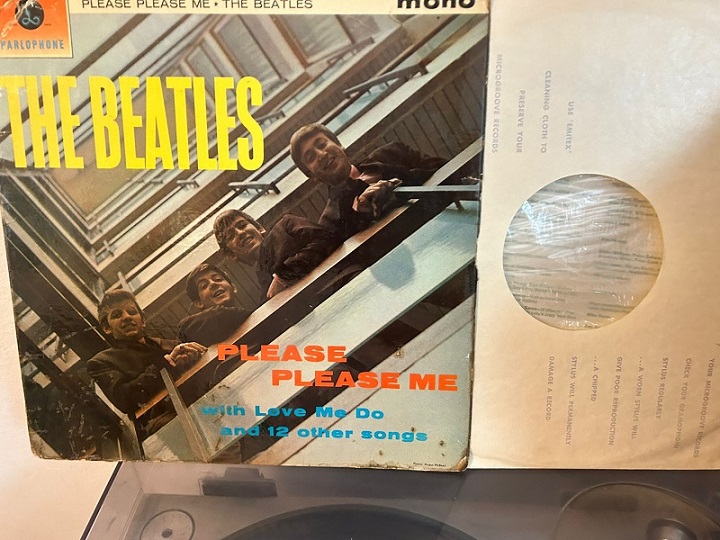 PLEASE PLEASE ME • THE BEATLES
mono
PARLOPHONE
THE BEATLES
PLEASE
PLEASE ME
with Love Me Do
and 12 other songs
USE 'EMITEX'
CLEANING CLOTH TO
PRESERVE YOUR
MICROGROOVE RECORDS
YOUR MICROGROOVE RECORDS
CHECK YOUR GRAMOPHONE
STYLUS REGULARLY
... A WORN STYLUS WILL
GIVE POOR REPRODUCTION
... A CHIPPED
STYLUS WILL PERMANENTLY
DAMAGE A RECORD